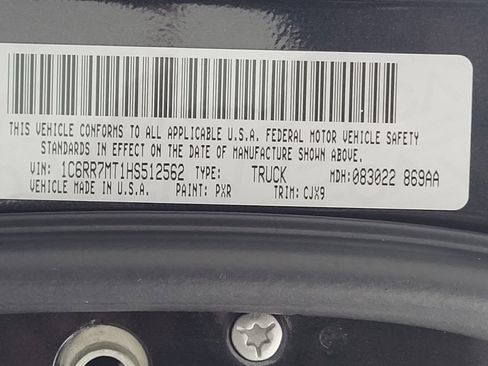 THIS VEHICLE CONFORMS TO ALL APPLICABLE U.S.A. FEDERAL MOTOR VEHICLE SAFETY
STANDARDS IN EFFECT ON THE DATE OF MANUFACTURE SHOWN ABOVE.
VIN: 1C6RR7MT1HS512562 TYPE: TRUCK MDH:083022 869AA
VEHICLE MADE IN PAINT: PXR TRIM: CJX9